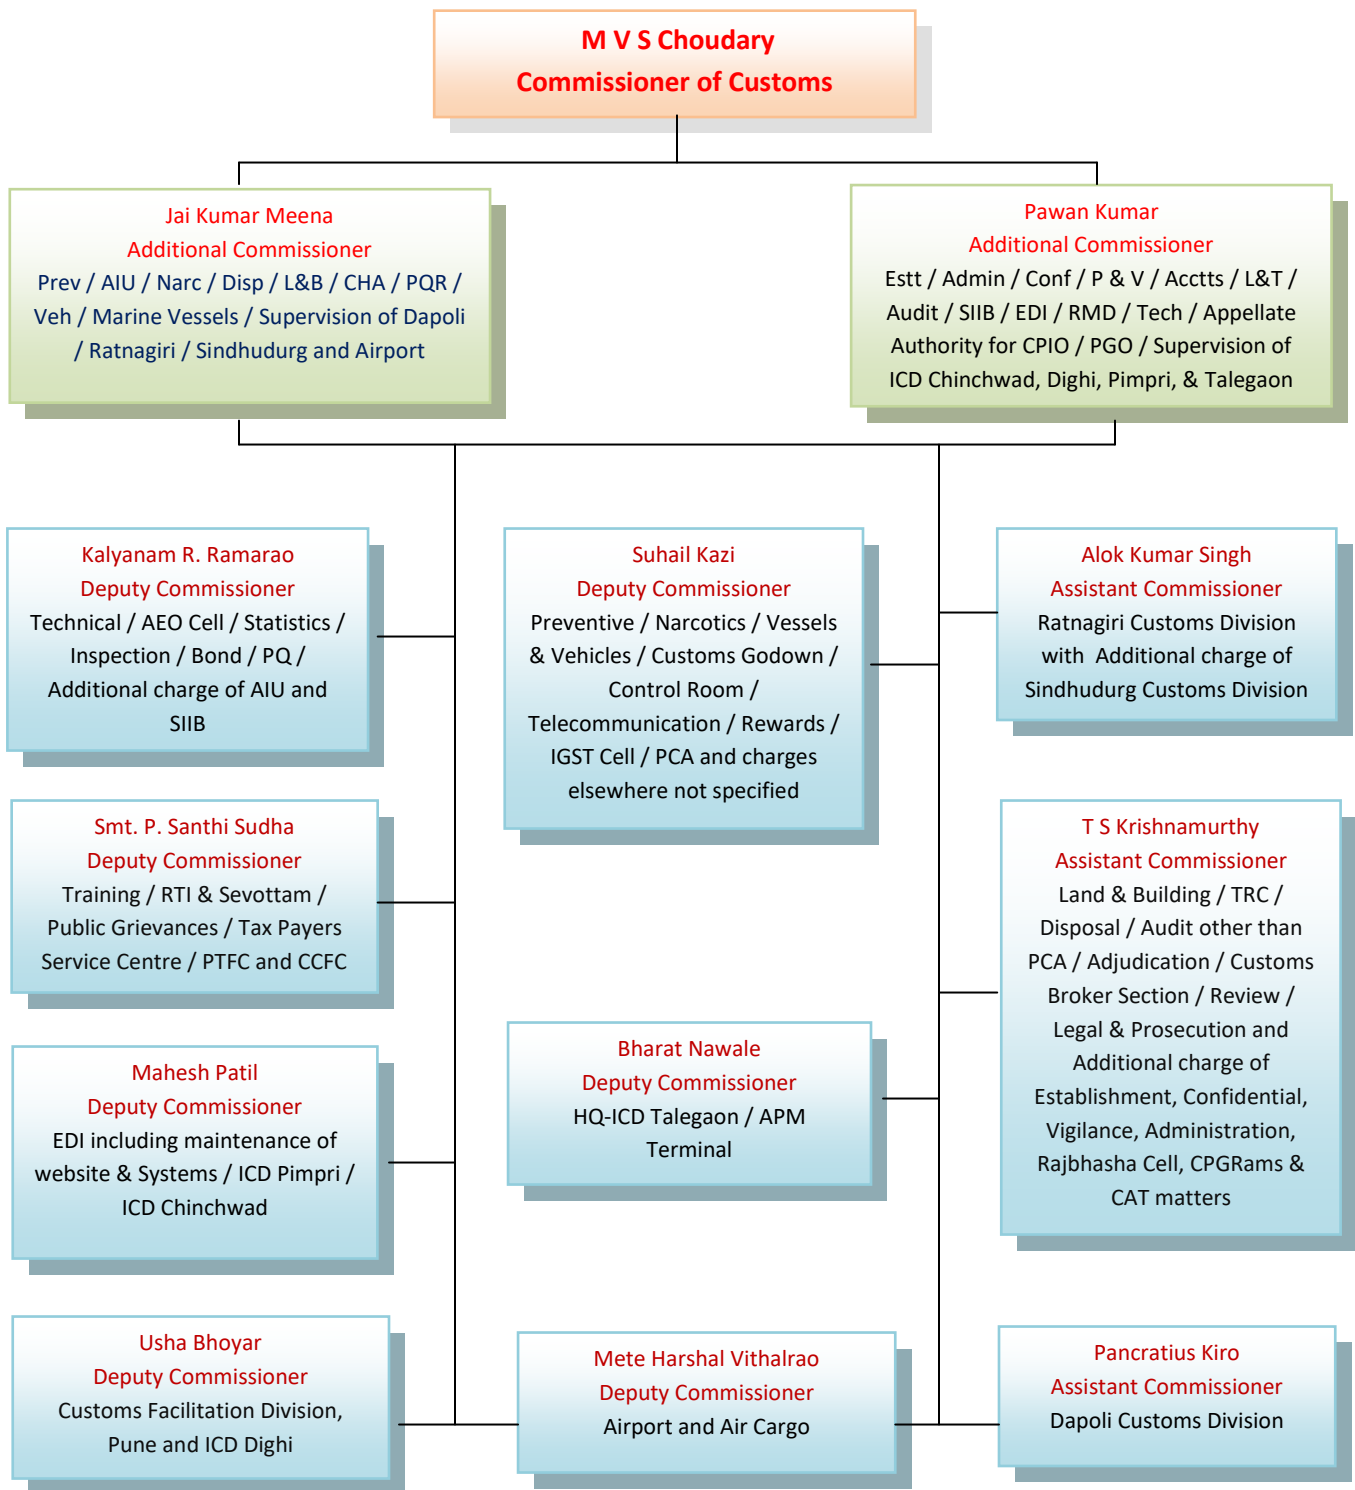 M V S Choudary
Commissioner of Customs
Jai Kumar Meena
Additional Commissioner
Prev / AIU / Narc / Disp / L&B / CHA / PQR /
Veh / Marine Vessels / Supervision of Dapoli
/ Ratnagiri / Sindhudurg and Airport
Pawan Kumar
Additional Commissioner
Estt / Admin / Conf / P & V / Acctts / L&T /
Audit / SIIB / EDI / RMD / Tech / Appellate
Authority for CPIO / PGO / Supervision of
ICD Chinchwad, Dighi, Pimpri, & Talegaon
Kalyanam R. Ramarao
Deputy Commissioner
Technical / AEO Cell / Statistics /
Inspection / Bond / PQ /
Additional charge of AIU and
SIIB
Suhail Kazi
Deputy Commissioner
Preventive / Narcotics / Vessels
& Vehicles / Customs Godown /
Control Room /
Telecommunication / Rewards /
IGST Cell / PCA and charges
elsewhere not specified
Alok Kumar Singh
Assistant Commissioner
Ratnagiri Customs Division
with Additional charge of
Sindhudurg Customs Division
Smt. P. Santhi Sudha
Deputy Commissioner
Training / RTI & Sevottam /
Public Grievances / Tax Payers
Service Centre / PTFC and CCFC
T S Krishnamurthy
Assistant Commissioner
Land & Building / TRC /
Disposal / Audit other than
PCA / Adjudication / Customs
Broker Section / Review /
Legal & Prosecution and
Additional charge of
Establishment, Confidential,
Vigilance, Administration,
Rajbhasha Cell, CPGRams &
CAT matters
Mahesh Patil
Deputy Commissioner
EDI including maintenance of
website & Systems / ICD Pimpri /
ICD Chinchwad
Bharat Nawale
Deputy Commissioner
HQ-ICD Talegaon / APM
Terminal
Usha Bhoyar
Deputy Commissioner
Customs Facilitation Division,
Pune and ICD Dighi
Mete Harshal Vithalrao
Deputy Commissioner
Airport and Air Cargo
Pancratius Kiro
Assistant Commissioner
Dapoli Customs Division